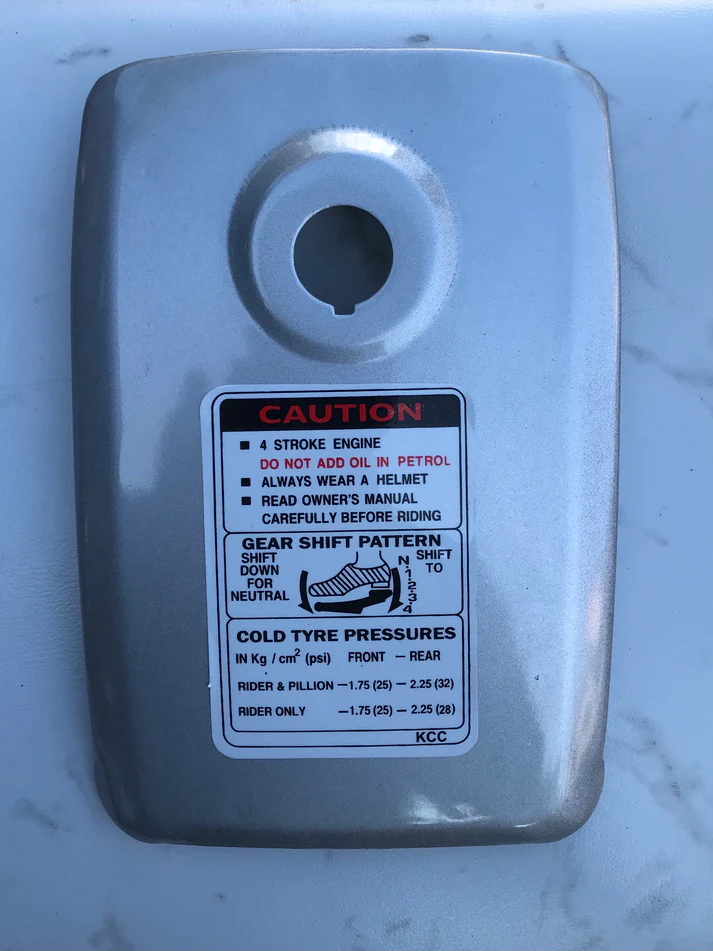 CAUTION
■ 4 STROKE ENGINE
DO NOT ADD OIL IN PETROL
■ ALWAYS WEAR A HELMET
■ READ OWNER'S MANUAL
CAREFULLY BEFORE RIDING
GEAR SHIFT PATTERN
SHIFT
DOWN
FOR
NEUTRAL
N
1
2
3
4
SHIFT
TO
COLD TYRE PRESSURES
IN Kg / cm² (psi) FRONT — REAR
RIDER & PILLION —1.75 (25) — 2.25 (32)
RIDER ONLY —1.75 (25) — 2.25 (28)
KCC